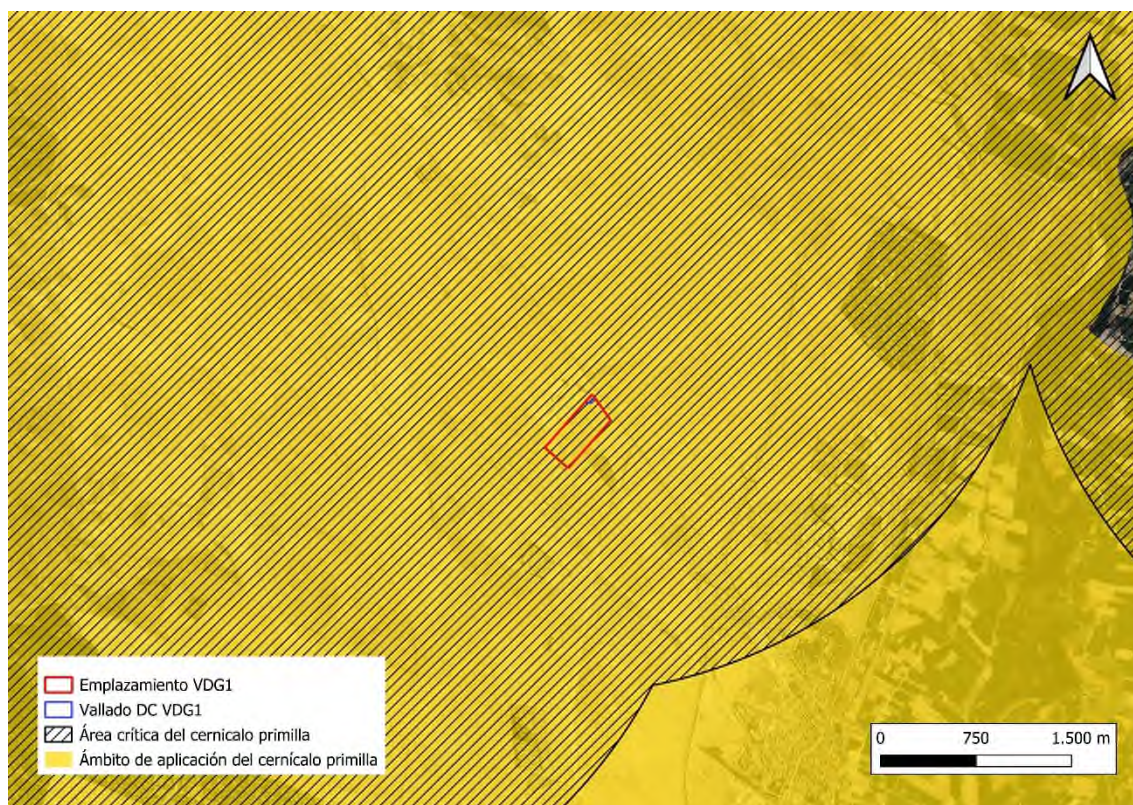 Emplazamiento VDG1
Vallado DC VDG1
Área crítica del cernicalo primilla
Ámbito de aplicación del cernícalo primilla
0 750 1.500 m